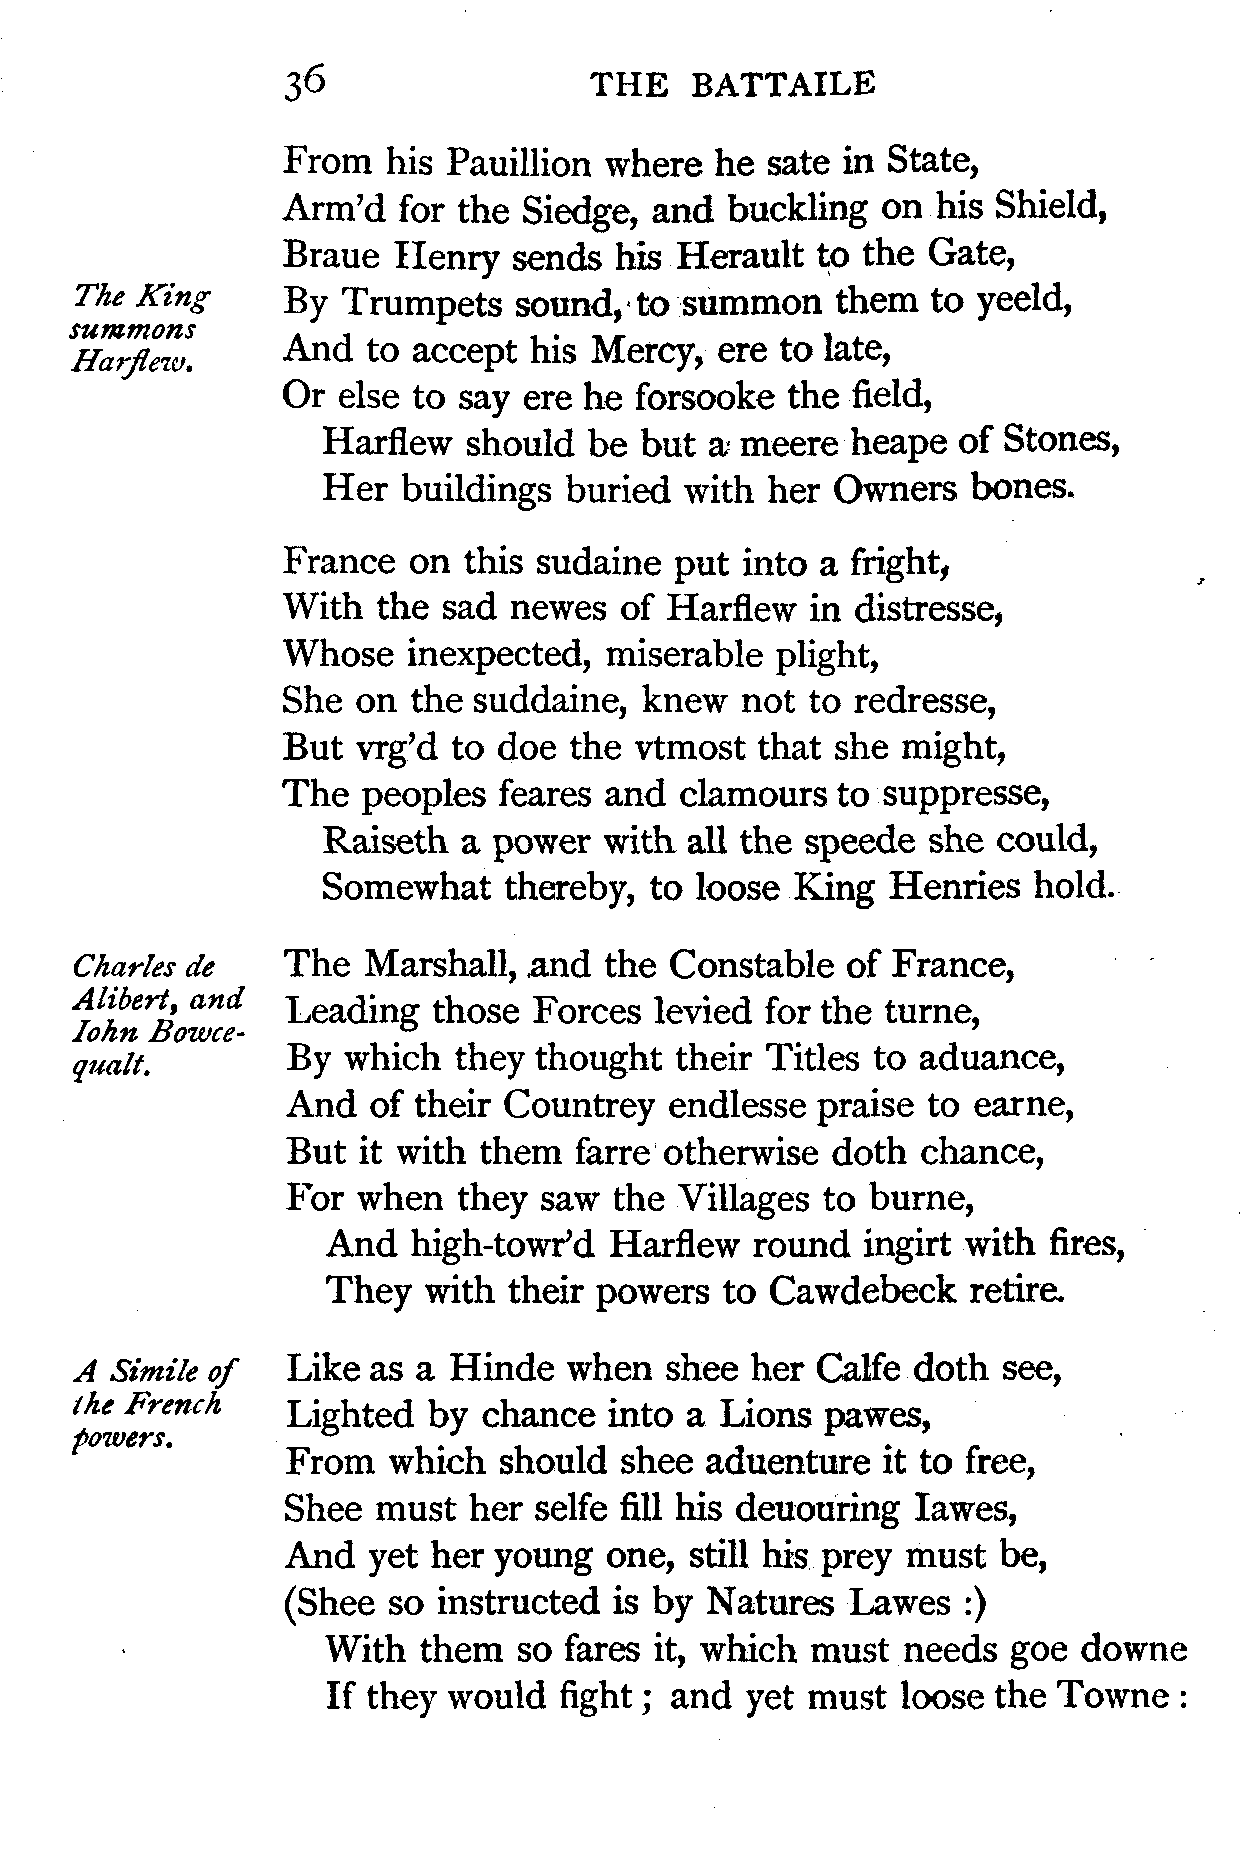 36 THE BATTAILE
From his Pauillion where he sate in State,
Arm'd for the Siedge, and buckling on his Shield,
Braue Henry sends his Herault to the Gate,
The King
summons
Harflew.
By Trumpets sound, to summon them to yeeld,
And to accept his Mercy, ere to late,
Or else to say ere he forsooke the field,
Harflew should be but a meere heape of Stones,
Her buildings buried with her Owners bones.
France on this sudaine put into a fright,
With the sad newes of Harflew in distresse,
Whose inexpected, miserable plight,
She on the suddaine, knew not to redresse,
But vrg'd to doe the vtmost that she might,
The peoples feares and clamours to suppresse,
Raiseth a power with all the speede she could,
Somewhat thereby, to loose King Henries hold.
Charles de
Alibert, and
Iohn Bowce-
qualt.
The Marshall, and the Constable of France,
Leading those Forces levied for the turne,
By which they thought their Titles to aduance,
And of their Countrey endlesse praise to earne,
But it with them farre otherwise doth chance,
For when they saw the Villages to burne,
And high-towr'd Harflew round ingirt with fires,
They with their powers to Cawdebeck retire.
A Simile of
the French
powers.
Like as a Hinde when shee her Calfe doth see,
Lighted by chance into a Lions pawes,
From which should shee aduenture it to free,
Shee must her selfe fill his deuouring Iawes,
And yet her young one, still his prey must be,
(Shee so instructed is by Natures Lawes :)
With them so fares it, which must needs goe downe
If they would fight ; and yet must loose the Towne :